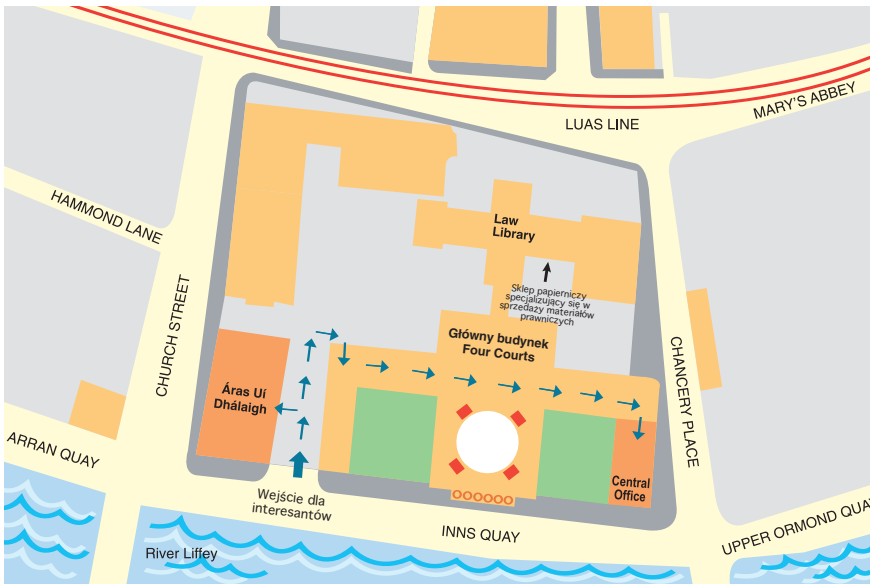 MARY'S ABBEY
LUAS LINE
HAMMOND LANE
Law
Library
Sklep papierniczy
specjalizujący się w
sprzedaży materiałów
prawniczych
CHURCH STREET
Główny budynek
Four Courts
CHANCERY PLACE
Áras Uí
Dhálaigh
ARRAN QUAY
Central
Office
Wejście dla
interesantów
INNS QUAY
UPPER ORMOND QUAY
River Liffey